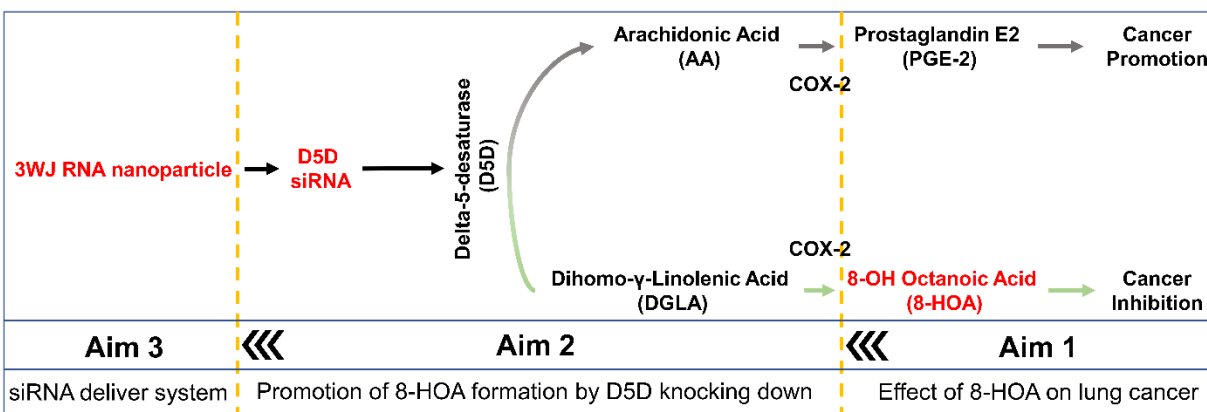 Arachidonic Acid
(AA)
Prostaglandin E2
(PGE-2)
Cancer
Promotion
COX-2
3WJ RNA nanoparticle
D5D
siRNA
Delta-5-desaturase
(D5D)
COX-2
Dihomo-γ-Linolenic Acid
(DGLA)
8-OH Octanoic Acid
(8-HOA)
Cancer
Inhibition
Aim 3
Aim 2
Aim 1
siRNA deliver system
Promotion of 8-HOA formation by D5D knocking down
Effect of 8-HOA on lung cancer